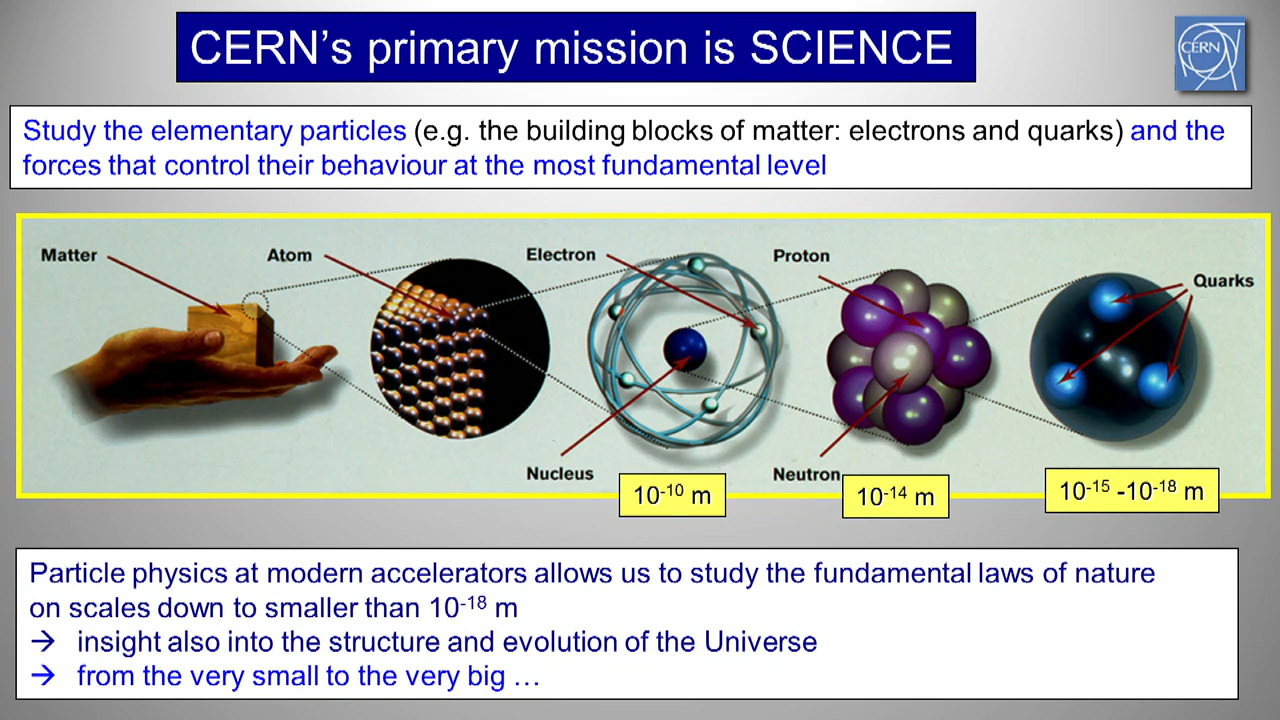 CERN’s primary mission is SCIENCE
CERN
Study the elementary particles (e.g. the building blocks of matter: electrons and quarks) and the
forces that control their behaviour at the most fundamental level
Matter
Atom
Electron
Proton
Quarks
Nucleus
Neutron
10⁻¹⁰ m
10⁻¹⁴ m
10⁻¹⁵ -10⁻¹⁸ m
Particle physics at modern accelerators allows us to study the fundamental laws of nature
on scales down to smaller than 10⁻¹⁸ m
→ insight also into the structure and evolution of the Universe
→ from the very small to the very big …